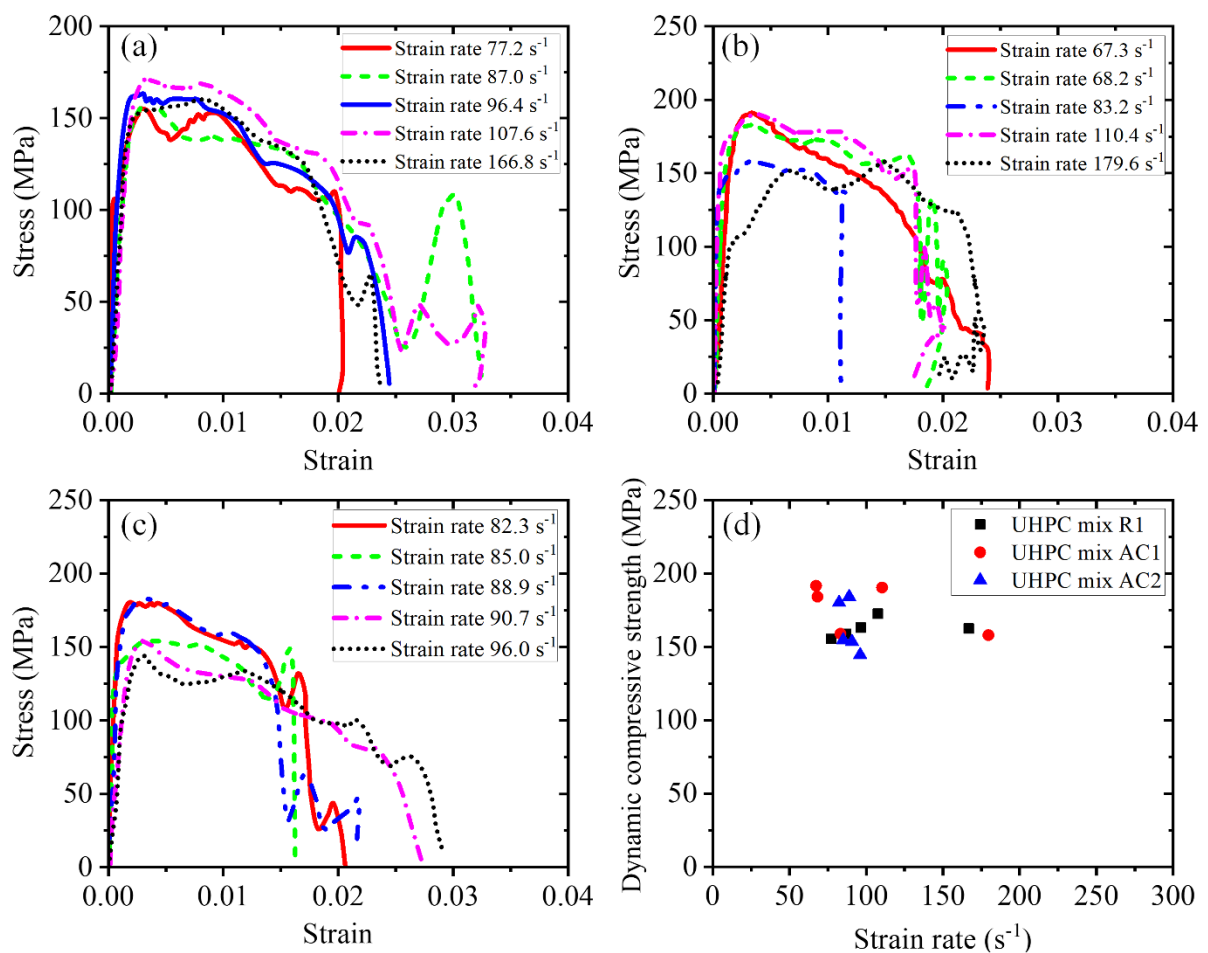 (a)
Strain rate 77.2 s⁻¹
Strain rate 87.0 s⁻¹
Strain rate 96.4 s⁻¹
Strain rate 107.6 s⁻¹
Strain rate 166.8 s⁻¹
200
150
100
50
0
Stress (MPa)
0.00 0.01 0.02 0.03 0.04
Strain
(b)
Strain rate 67.3 s⁻¹
Strain rate 68.2 s⁻¹
Strain rate 83.2 s⁻¹
Strain rate 110.4 s⁻¹
Strain rate 179.6 s⁻¹
250
200
150
100
50
0
Stress (MPa)
0.00 0.01 0.02 0.03 0.04
Strain
(c)
Strain rate 82.3 s⁻¹
Strain rate 85.0 s⁻¹
Strain rate 88.9 s⁻¹
Strain rate 90.7 s⁻¹
Strain rate 96.0 s⁻¹
250
200
150
100
50
0
Stress (MPa)
0.00 0.01 0.02 0.03 0.04
Strain
(d)
UHPC mix R1
UHPC mix AC1
UHPC mix AC2
250
200
150
100
50
0
Dynamic compressive strength (MPa)
0 50 100 150 200 250 300
Strain rate (s⁻¹)